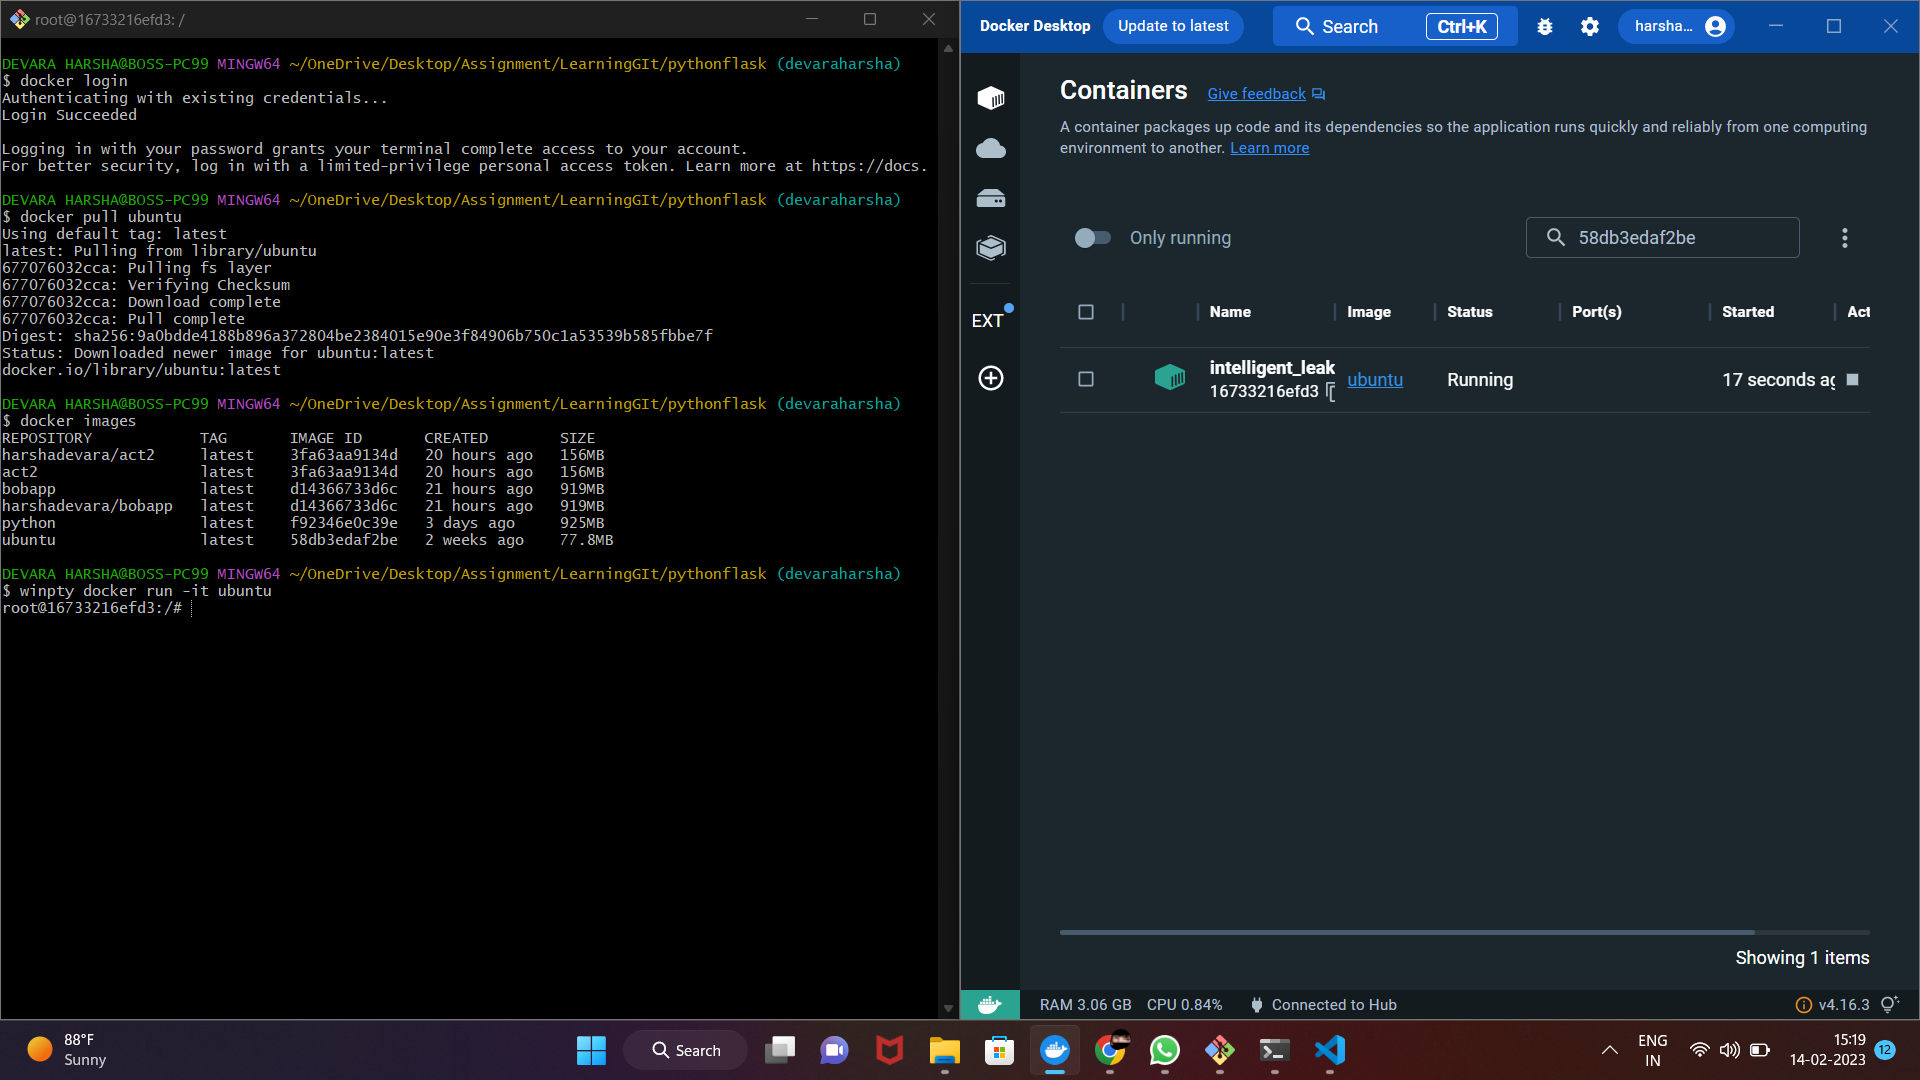 root@16733216efd3: /
DEVARA HARSHA@BOSS-PC99 MINGW64 ~/OneDrive/Desktop/Assignment/LearningGIt/pythonflask (devaraharsha)
$ docker login
Authenticating with existing credentials...
Login Succeeded
Logging in with your password grants your terminal complete access to your account.
For better security, log in with a limited-privilege personal access token. Learn more at https://docs.
DEVARA HARSHA@BOSS-PC99 MINGW64 ~/OneDrive/Desktop/Assignment/LearningGIt/pythonflask (devaraharsha)
$ docker pull ubuntu
Using default tag: latest
latest: Pulling from library/ubuntu
677076032cca: Pulling fs layer
677076032cca: Verifying Checksum
677076032cca: Download complete
677076032cca: Pull complete
Digest: sha256:9a0bdde4188b896a372804be2384015e90e3f84906b750c1a53539b585fbbe7f
Status: Downloaded newer image for ubuntu:latest
docker.io/library/ubuntu:latest
DEVARA HARSHA@BOSS-PC99 MINGW64 ~/OneDrive/Desktop/Assignment/LearningGIt/pythonflask (devaraharsha)
$ docker images
REPOSITORY TAG IMAGE ID CREATED SIZE
harshadevara/act2 latest 3fa63aa9134d 20 hours ago 156MB
act2 latest 3fa63aa9134d 20 hours ago 156MB
bobapp latest d14366733d6c 21 hours ago 919MB
harshadevara/bobapp latest d14366733d6c 21 hours ago 919MB
python latest f92346e0c39e 3 days ago 925MB
ubuntu latest 58db3edaf2be 2 weeks ago 77.8MB
DEVARA HARSHA@BOSS-PC99 MINGW64 ~/OneDrive/Desktop/Assignment/LearningGIt/pythonflask (devaraharsha)
$ winpty docker run -it ubuntu
root@16733216efd3:/#
Docker Desktop Update to latest Search Ctrl+K harsha...
Containers Give feedback
A container packages up code and its dependencies so the application runs quickly and reliably from one computing
environment to another. Learn more
Only running 58db3edaf2be
EXT
Name Image Status Port(s) Started Act
intelligent_leak
16733216efd3 ubuntu Running 17 seconds ag
Showing 1 items
RAM 3.06 GB CPU 0.84% Connected to Hub v4.16.3
88°F
Sunny
Search
ENG
IN
15:19
14-02-2023
12